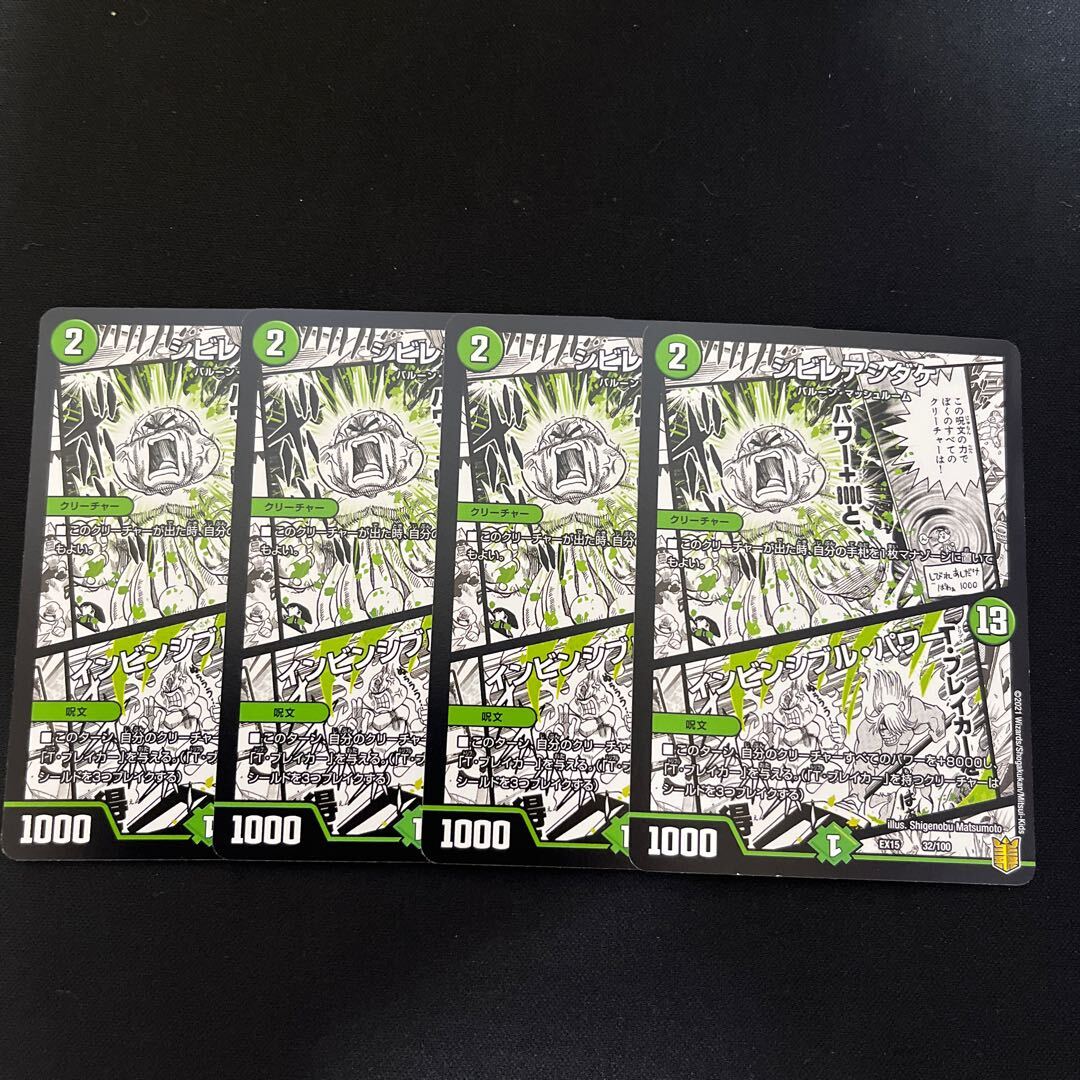 2
シビレ
バルーン・
クリーチャー
■このクリーチャーが出た時、自分の
もよい。
インビンシブル
呪文
■このターン、自分のクリーチャー
「T・ブレイカー」を与える。(「T・ブ
シールドを3つブレイクする)
得
1000
2
シビレ
バルーン
クリーチャー
■このクリーチャーが出た時、自分
もよい。
インビンシブ
呪文
■このターン、自分のクリーチャー
「T・ブレイカー」を与える。(「T・ブ
シールドを3つブレイクする)
得
1000
2
シビレ
バルーン
クリーチャー
■このクリーチャーが出た時、自分
もよい。
インビンシブ
呪文
■このターン、自分のクリーチャー
「T・ブレイカー」を与える。(「T・ブ
シールドを3つブレイクする)
得
1000
2
シビレアシダケ
バルーン・マッシュルーム
この呪文の力で
ぼくのすべての
クリーチャーは!
パワー+!!!!と、
クリーチャー
■このクリーチャーが出た時、自分の手札を1枚マナゾーンに置いて
もよい。
しびれあしだけ
ぱわぁ 1000
13
インビンシブル・パワー
T・ブレイカーと
呪文
■このターン、自分のクリーチャーすべてのパワーを+8000し、
「T・ブレイカー」を与える。(「T・ブレイカー」を持つクリーチャーは
シールドを3つブレイクする)
illus. Shigenobu Matsumoto
1000
1
EX15
32/100
©2021 Wizards/Shogakukan/Mitsui-Kids